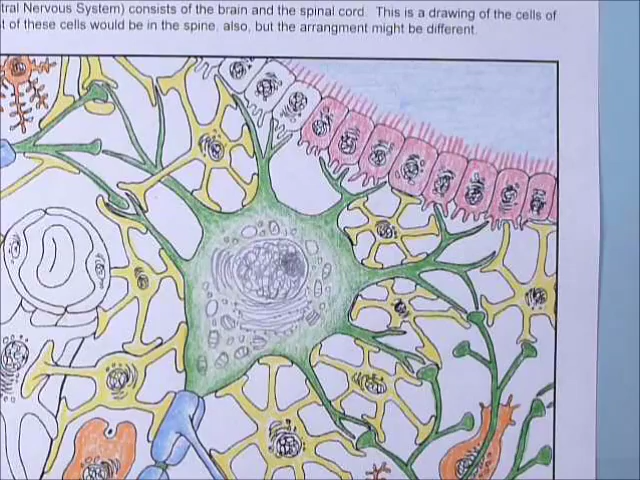 tral Nervous System) consists of the brain and the spinal cord. This is a drawing of the cells of
t of these cells would be in the spine, also, but the arrangment might be different.